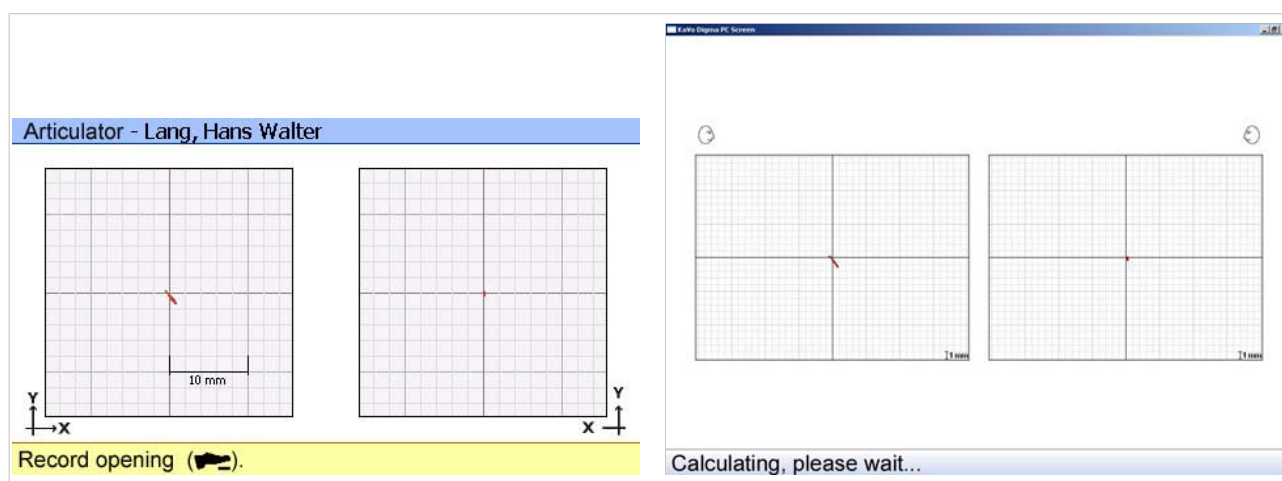 Articulator - Lang, Hans Walter
10 mm
Y
X
Y
X
Record opening ( ).
KaVo Digma PC Screen
1 mm
1 mm
Calculating, please wait...